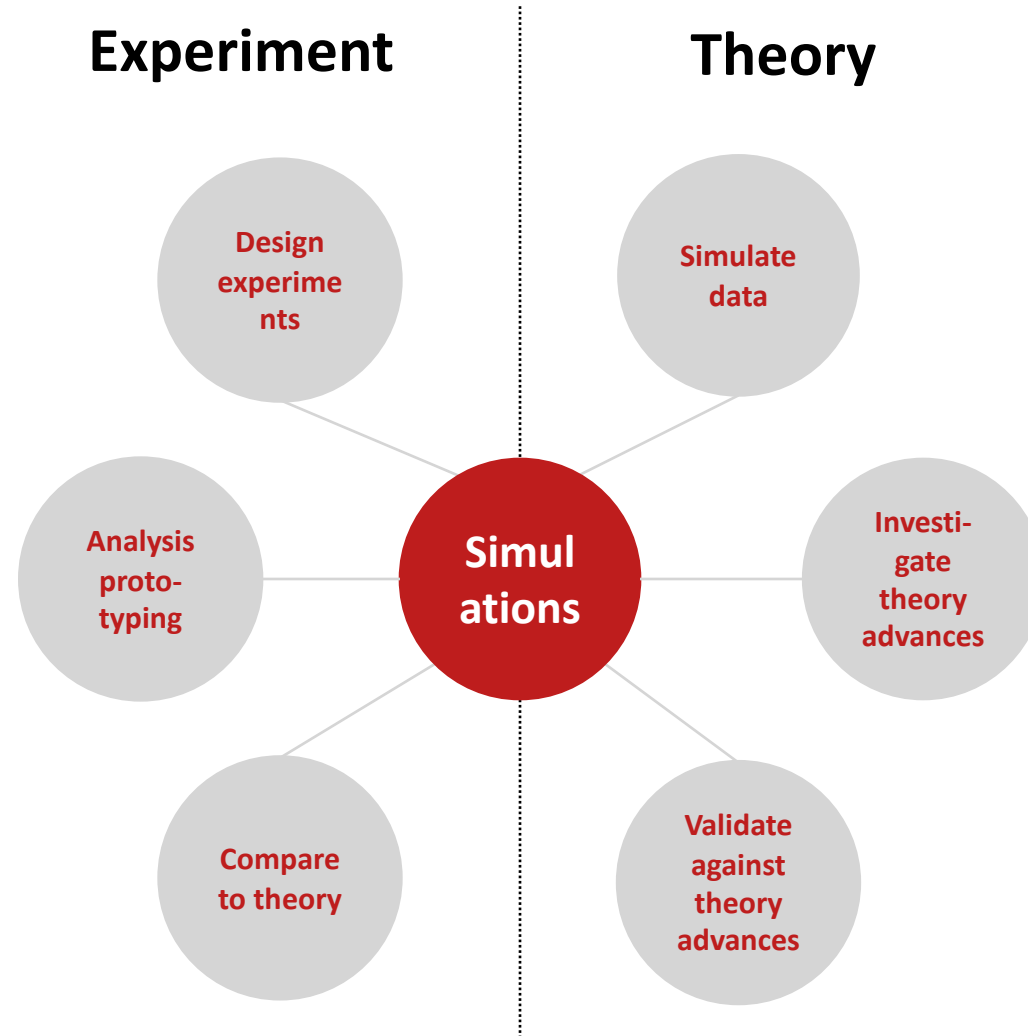 Experiment
Theory
Design
experime
nts
Simulate
data
Analysis
proto-
typing
Simul
ations
Investi-
gate
theory
advances
Compare
to theory
Validate
against
theory
advances